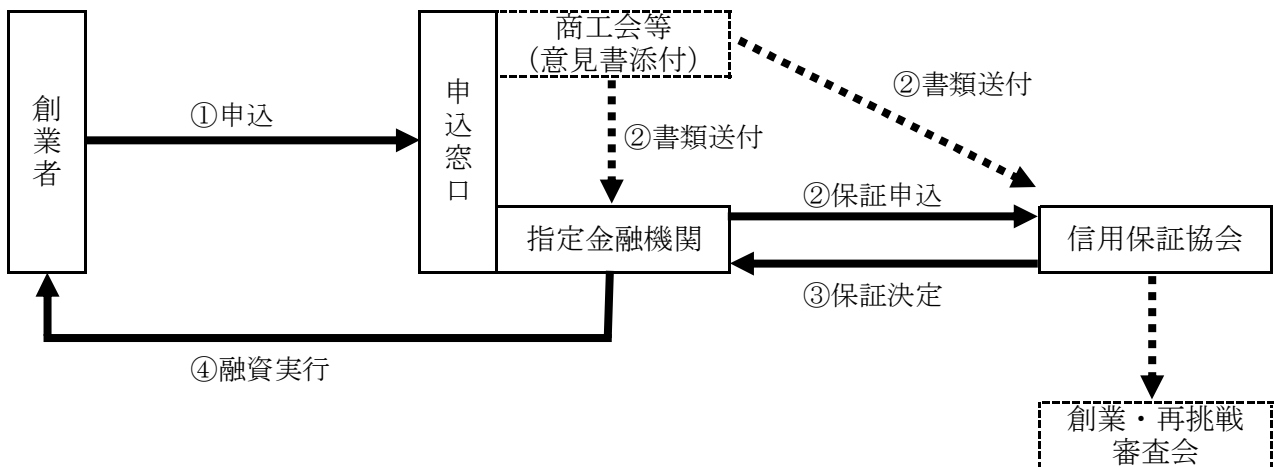 創業者
①申込
申込窓口
商工会等
(意見書添付)
②書類送付
②書類送付
指定金融機関
②保証申込
③保証決定
信用保証協会
④融資実行
創業・再挑戦
審査会